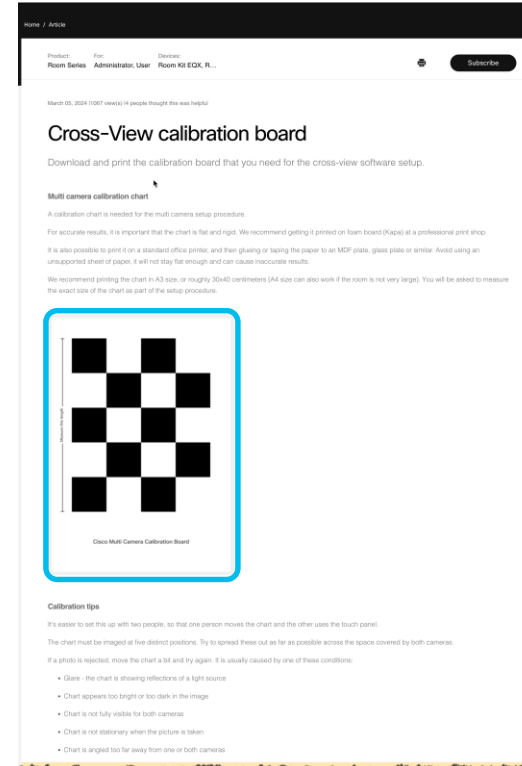 Home / Article
Product: For: Devices:
Room Series Administrator, User Room Kit EQX, R...
Subscribe
March 05, 2024 | 1067 view(s) | 4 people thought this was helpful
Cross-View calibration board
Download and print the calibration board that you need for the cross-view software setup.
Multi camera calibration chart
A calibration chart is needed for the multi camera setup procedure.
For accurate results, it is important that the chart is flat and rigid. We recommend getting it printed on foam board (Kapa) at a professional print shop.
It is also possible to print it on a standard office printer, and then glueing or taping the paper to an MDF plate, glass plate or similar. Avoid using an
unsupported sheet of paper, it will not stay flat enough and can cause inaccurate results.
We recommend printing the chart in A3 size, or roughly 30x40 centimeters (A4 size can also work if the room is not very large). You will be asked to measure
the exact size of the chart as part of the setup procedure.
Measure this length
Cisco Multi Camera Calibration Board
Calibration tips
It's easier to set this up with two people, so that one person moves the chart and the other uses the touch panel.
The chart must be imaged at five distinct positions. Try to spread these out as far as possible across the space covered by both cameras.
If a photo is rejected, move the chart a bit and try again. It is usually caused by one of these conditions:
• Glare - the chart is showing reflections of a light source
• Chart appears too bright or too dark in the image
• Chart is not fully visible for both cameras
• Chart is not stationary when the picture is taken
• Chart is angled too far away from one or both cameras